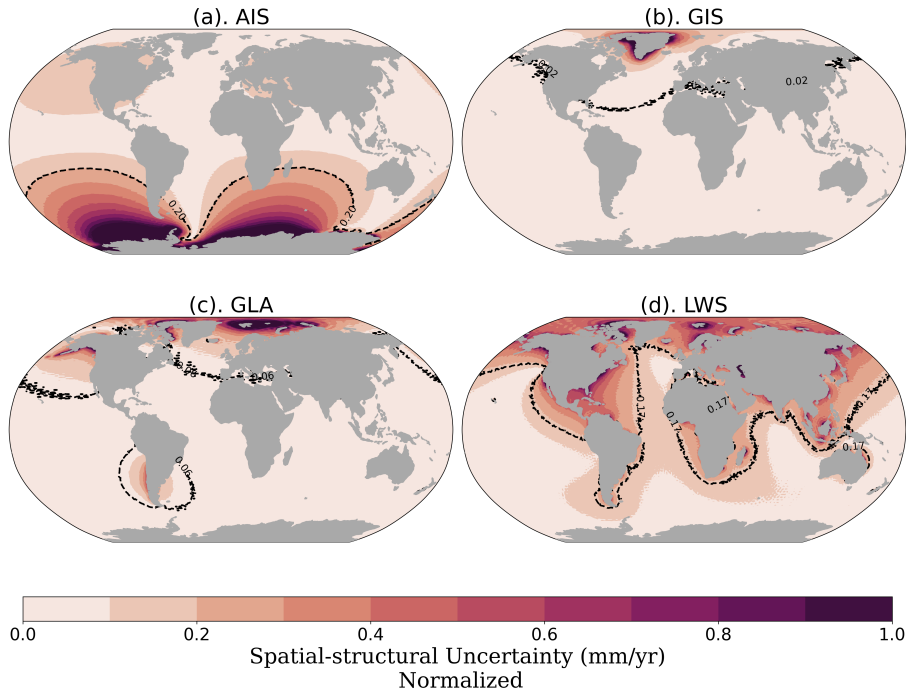 (a). AIS
(b). GIS
0.20
0.20
0.02
0.02
(c). GLA
(d). LWS
0.06
0.06
0.17
0.17
0.17
0.17
0.17
0.0 0.2 0.4 0.6 0.8 1.0
Spatial-structural Uncertainty (mm/yr)
Normalized